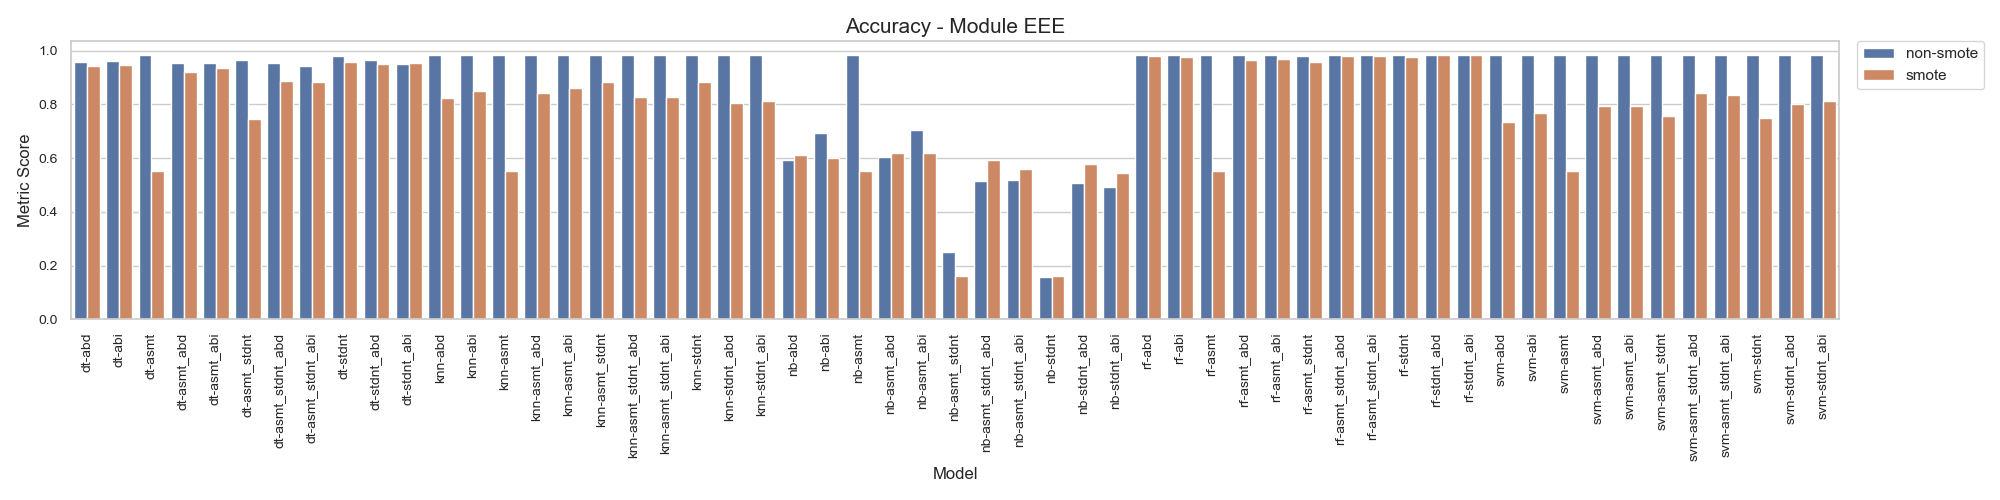 Accuracy - Module EEE
non-smote
smote
Metric Score
1.0
0.8
0.6
0.4
0.2
0.0
dt-abd
dt-abi
dt-asmt
dt-asmt_abd
dt-asmt_abi
dt-asmt_stdnt
dt-asmt_stdnt_abd
dt-asmt_stdnt_abi
dt-stdnt
dt-stdnt_abd
dt-stdnt_abi
knn-abd
knn-abi
knn-asmt
knn-asmt_abd
knn-asmt_abi
knn-asmt_stdnt
knn-asmt_stdnt_abd
knn-asmt_stdnt_abi
knn-stdnt
knn-stdnt_abd
knn-stdnt_abi
nb-abd
nb-abi
nb-asmt
nb-asmt_abd
nb-asmt_abi
nb-asmt_stdnt
nb-asmt_stdnt_abd
nb-asmt_stdnt_abi
nb-stdnt
nb-stdnt_abd
nb-stdnt_abi
rf-abd
rf-abi
rf-asmt
rf-asmt_abd
rf-asmt_abi
rf-asmt_stdnt
rf-asmt_stdnt_abd
rf-asmt_stdnt_abi
rf-stdnt
rf-stdnt_abd
rf-stdnt_abi
svm-abd
svm-abi
svm-asmt
svm-asmt_abd
svm-asmt_abi
svm-asmt_stdnt
svm-asmt_stdnt_abd
svm-asmt_stdnt_abi
svm-stdnt
svm-stdnt_abd
svm-stdnt_abi
Model